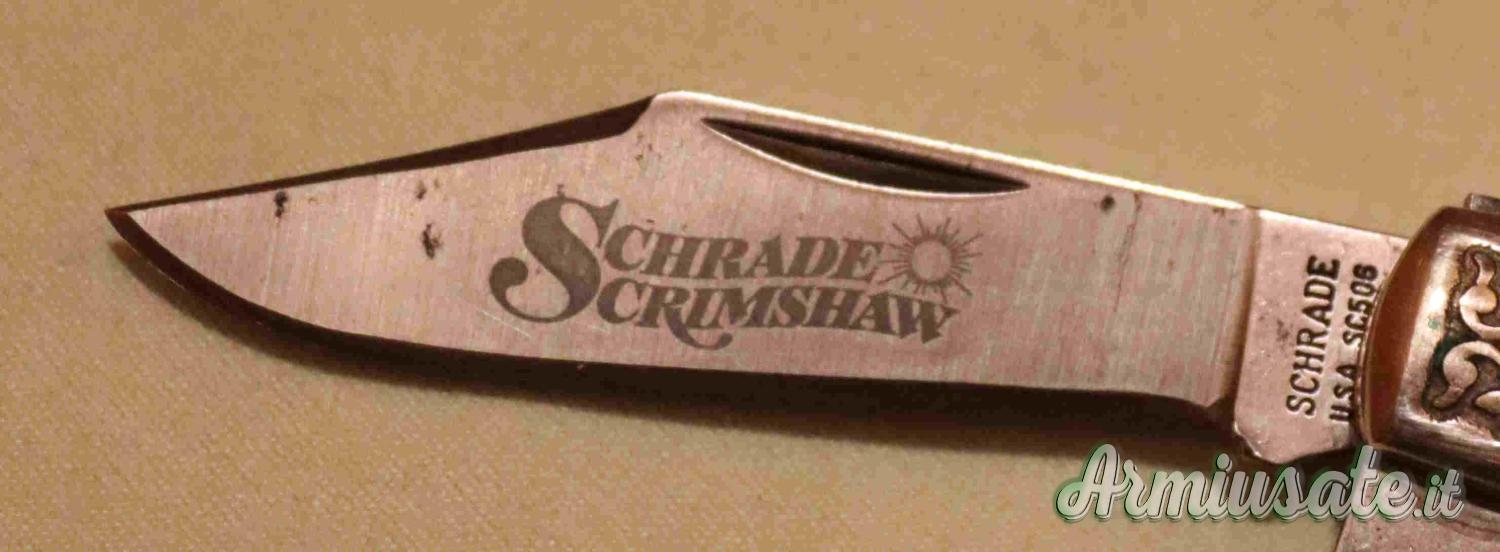 SCHRADE
SCRIMSHAW
SCHRADE
USA SC506
Armiusate.it